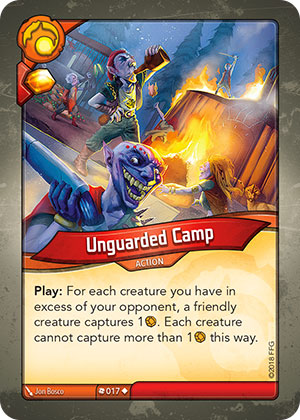 Unguarded Camp
ACTION
Play: For each creature you have in
excess of your opponent, a friendly
creature captures 1. Each creature
cannot capture more than 1 this way.
©2018 FFG
Jon Bosco
017